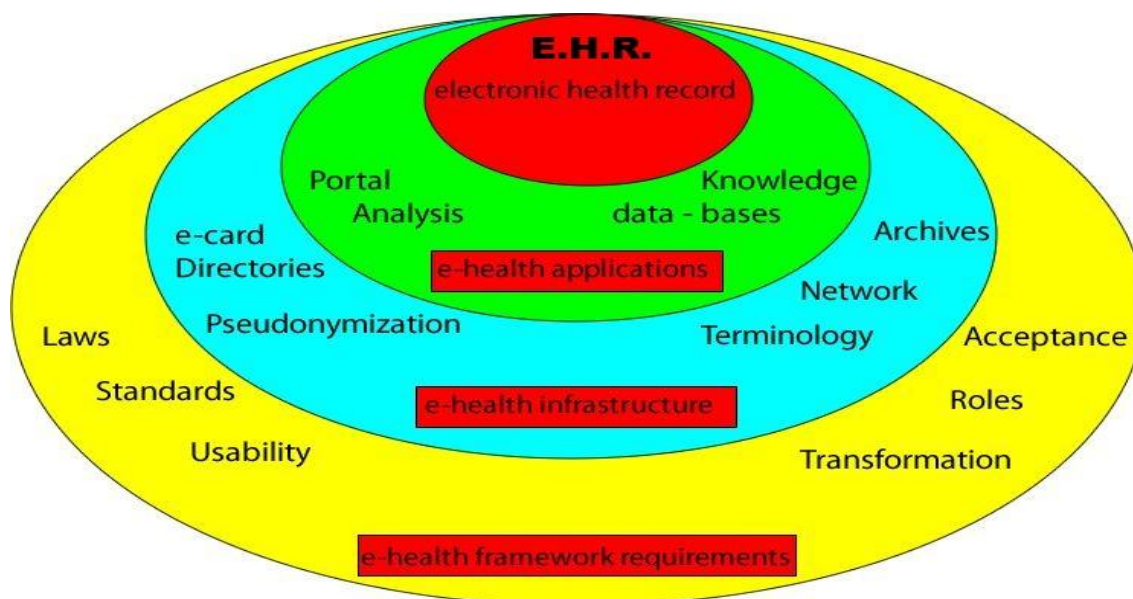 E.H.R.
electronic health record
Portal
Analysis
Knowledge
data - bases
e-health applications
e-card
Directories
Pseudonymization
Archives
Network
Terminology
e-health infrastructure
Laws
Standards
Usability
Acceptance
Roles
Transformation
e-health framework requirements